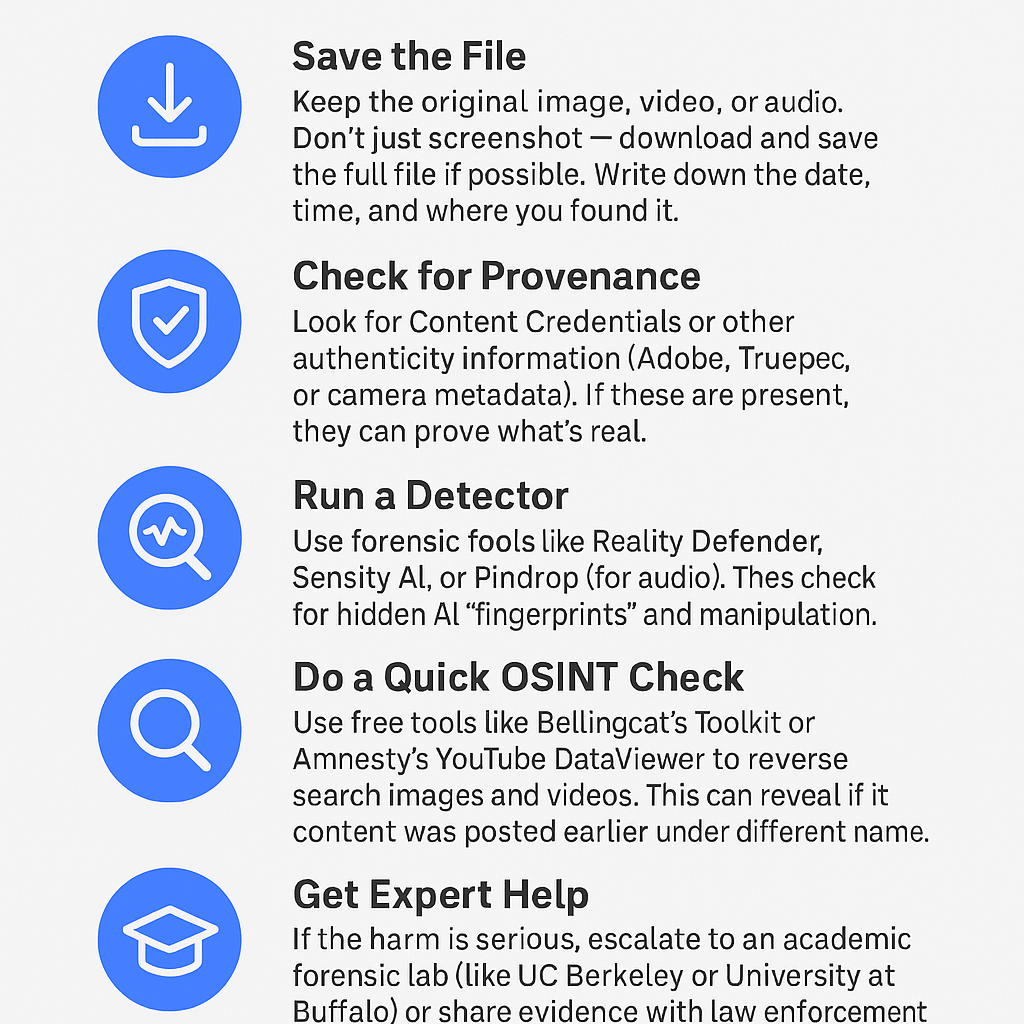 Save the File
Keep the original image, video, or audio.
Don't just screenshot — download and save
the full file if possible. Write down the date,
time, and where you found it.
Check for Provenance
Look for Content Credentials or other
authenticity information (Adobe, Truepec,
or camera metadata). If these are present,
they can prove what's real.
Run a Detector
Use forensic fools like Reality Defender,
Sensity AI, or Pindrop (for audio). Thes check
for hidden AI “fingerprints” and manipulation.
Do a Quick OSINT Check
Use free tools like Bellingcat's Toolkit or
Amnesty's YouTube DataViewer to reverse
search images and videos. This can reveal if it
content was posted earlier under different name.
Get Expert Help
If the harm is serious, escalate to an academic
forensic lab (like UC Berkeley or University at
Buffalo) or share evidence with law enforcement